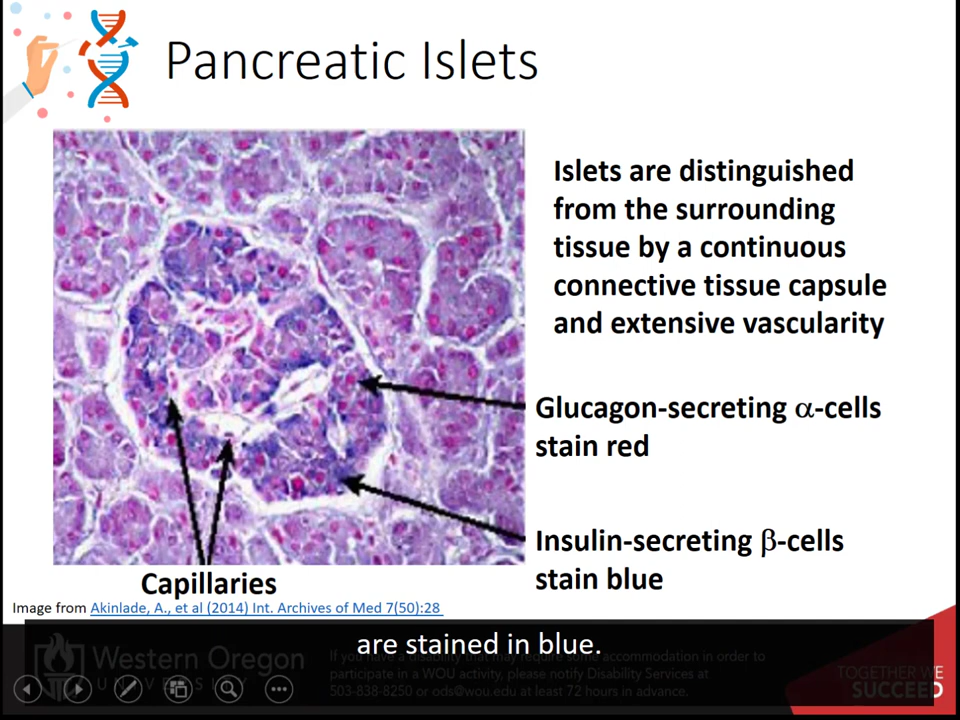 Pancreatic Islets
Islets are distinguished
from the surrounding
tissue by a continuous
connective tissue capsule
and extensive vascularity
Glucagon-secreting α-cells
stain red
Insulin-secreting β-cells
stain blue
Capillaries
Image from Akinlade, A., et al (2014) Int. Archives of Med 7(50):28
are stained in blue.
Western Oregon
UNIVERSI
If you have a disability that may require some accommodation in order to
participate in a WOU activity, please notify Disability Services at
503-838-8250 or ods@wou.edu at least 72 hours in advance.
TOGETHER WE
SUCCEED